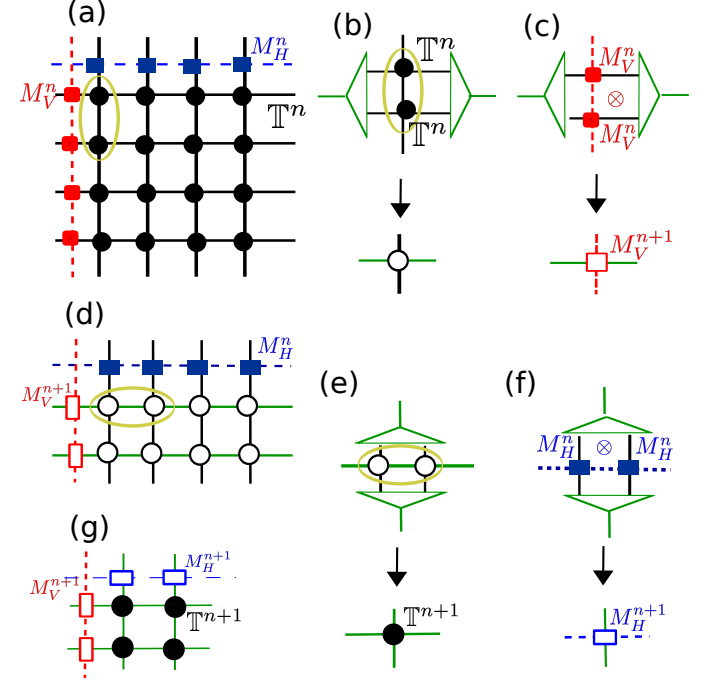 (a)
M_H^n
M_V^n
𝕋^n
(b)
𝕋^n
𝕋^n
(c)
M_V^n
⊗
M_V^n
M_V^{n+1}
(d)
M_H^n
M_V^{n+1}
(e)
𝕋^{n+1}
(f)
M_H^n ⊗ M_H^n
M_H^{n+1}
(g)
M_H^{n+1}
M_V^{n+1}
𝕋^{n+1}